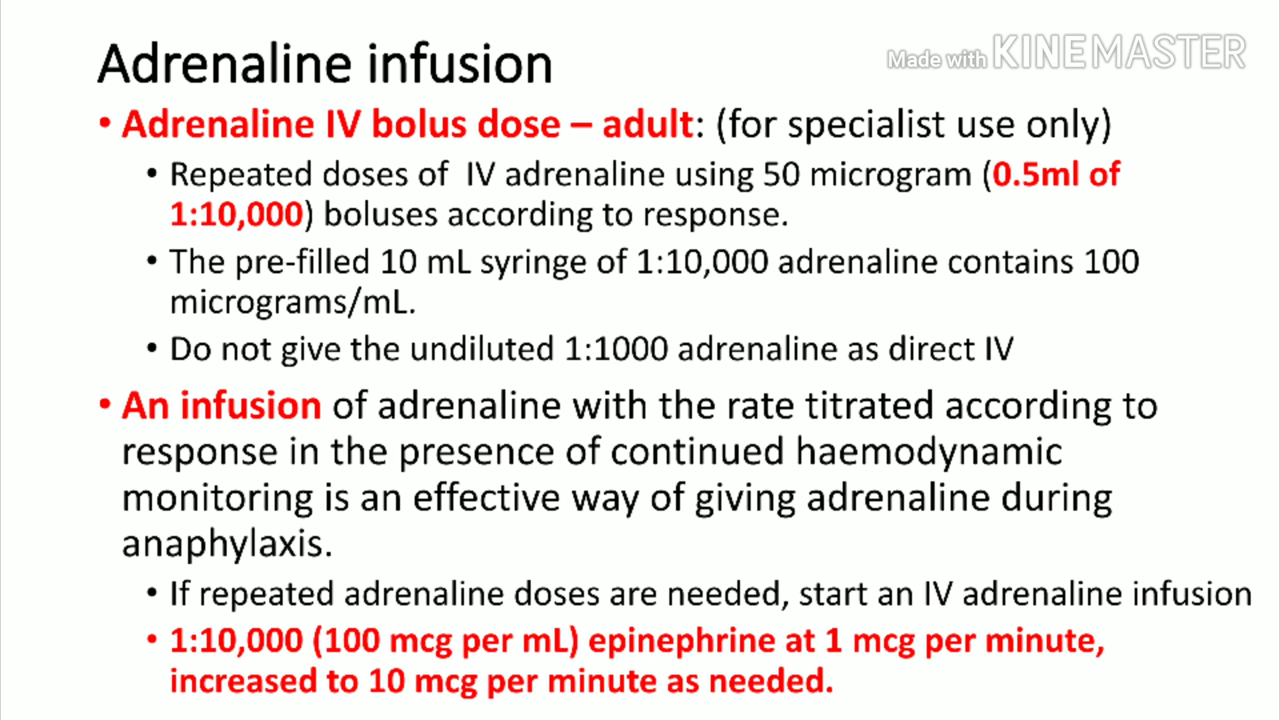 Adrenaline infusion
Made with KINEMASTER
• Adrenaline IV bolus dose – adult: (for specialist use only)
• Repeated doses of IV adrenaline using 50 microgram (0.5ml of
1:10,000) boluses according to response.
• The pre-filled 10 mL syringe of 1:10,000 adrenaline contains 100
micrograms/mL.
• Do not give the undiluted 1:1000 adrenaline as direct IV
• An infusion of adrenaline with the rate titrated according to
response in the presence of continued haemodynamic
monitoring is an effective way of giving adrenaline during
anaphylaxis.
• If repeated adrenaline doses are needed, start an IV adrenaline infusion
• 1:10,000 (100 mcg per mL) epinephrine at 1 mcg per minute,
increased to 10 mcg per minute as needed.